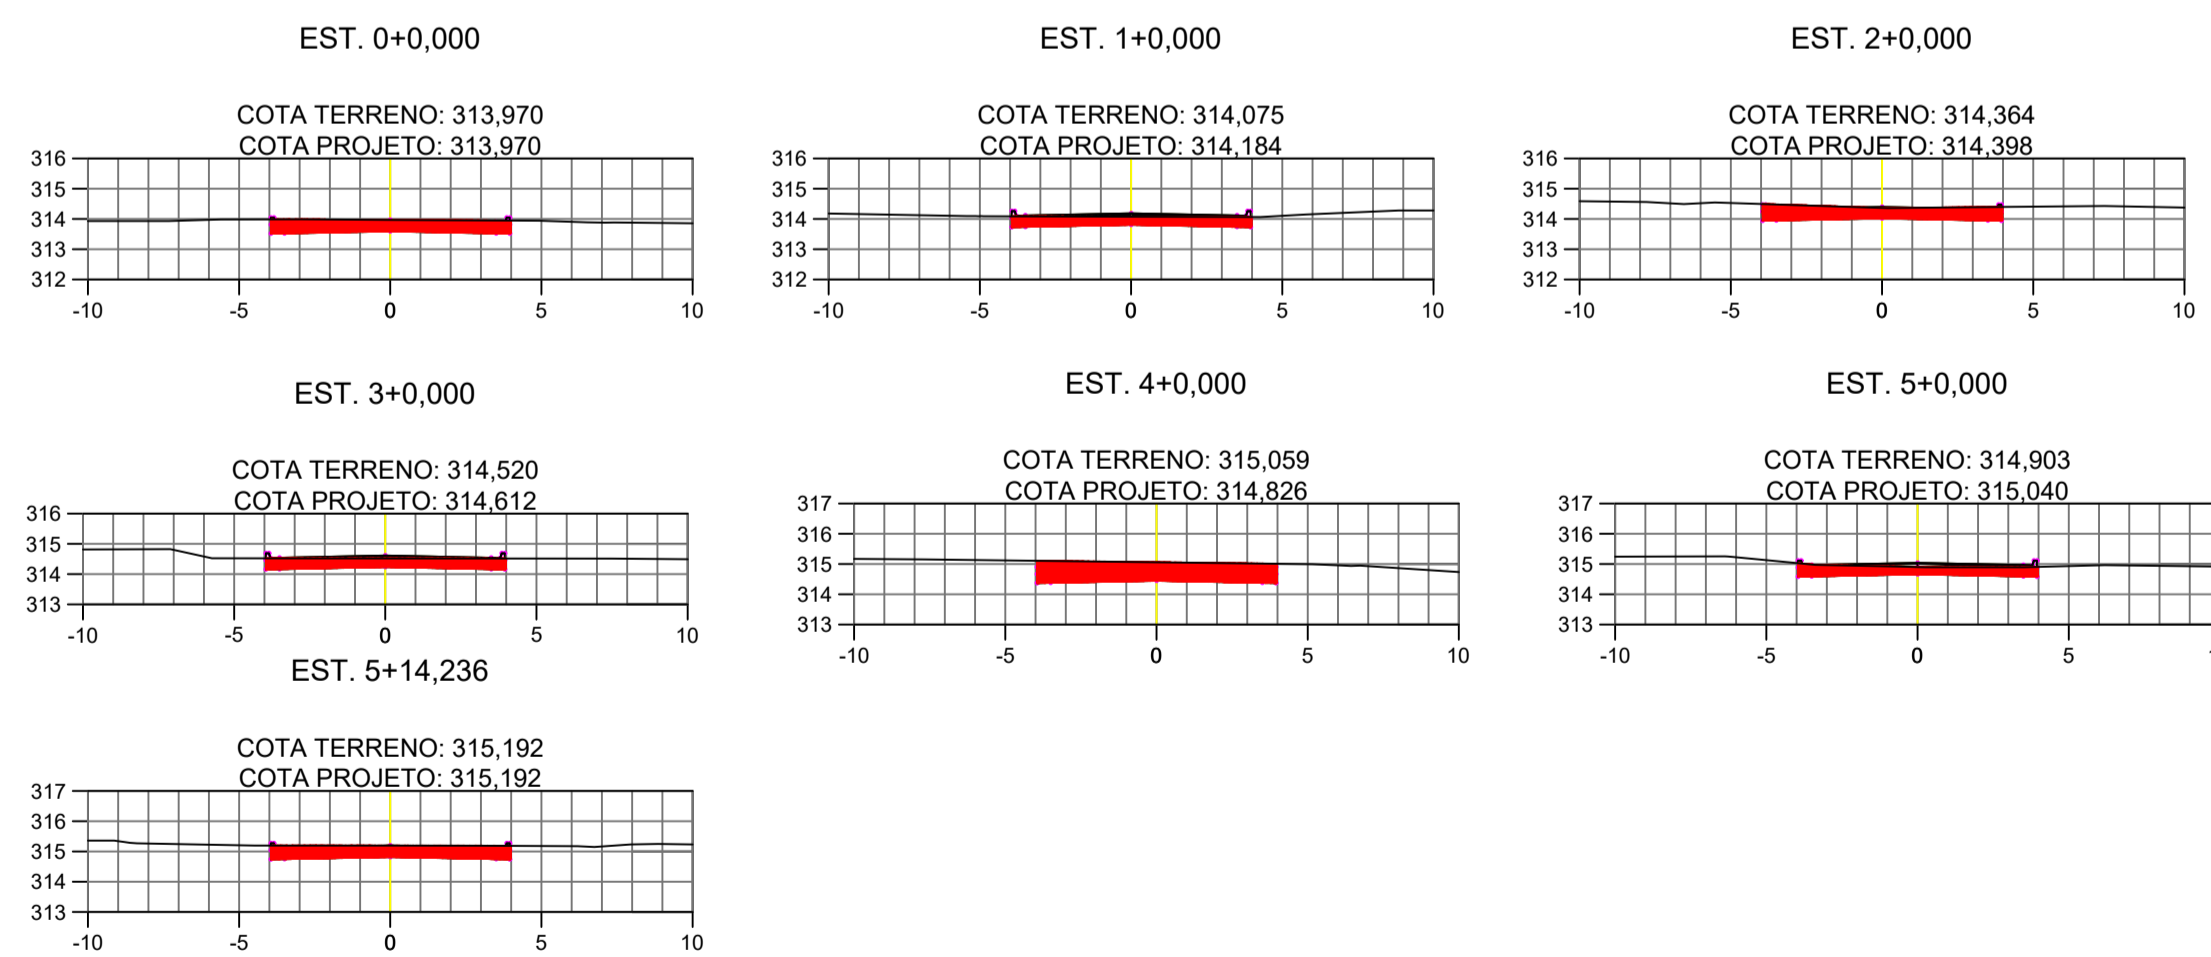 EST. 0+0,000
COTA TERRENO: 313,970
COTA PROJETO: 313,970
316
315
314
313
312
-10 -5 0 5 10
EST. 1+0,000
COTA TERRENO: 314,075
COTA PROJETO: 314,184
316
315
314
313
312
-10 -5 0 5 10
EST. 2+0,000
COTA TERRENO: 314,364
COTA PROJETO: 314,398
316
315
314
313
312
-10 -5 0 5 10
EST. 3+0,000
COTA TERRENO: 314,520
COTA PROJETO: 314,612
316
315
314
313
-10 -5 0 5 10
EST. 4+0,000
COTA TERRENO: 315,059
COTA PROJETO: 314,826
317
316
315
314
313
-10 -5 0 5 10
EST. 5+0,000
COTA TERRENO: 314,903
COTA PROJETO: 315,040
317
316
315
314
313
-10 -5 0 5
EST. 5+14,236
COTA TERRENO: 315,192
COTA PROJETO: 315,192
317
316
315
314
313
-10 -5 0 5 10